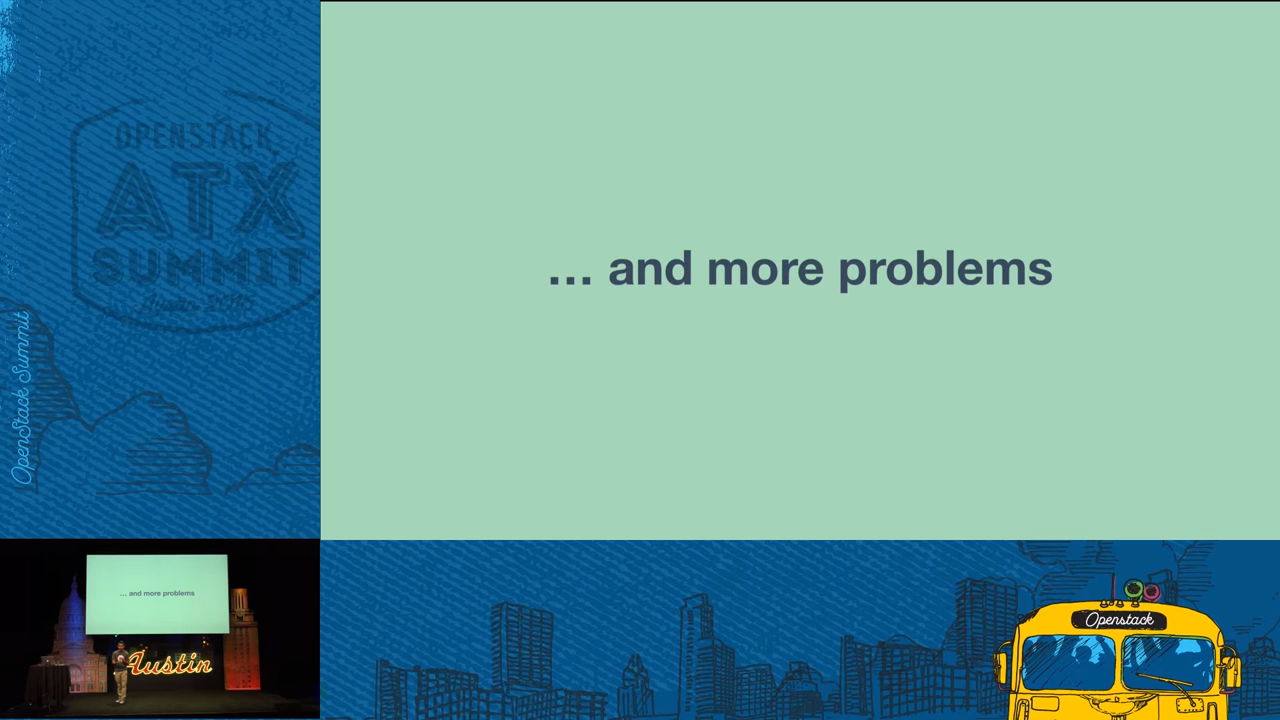 OPENSTACK
ATX
SUMMIT
OpenStack Summit
... and more problems
... and more problems
Austin
Openstack